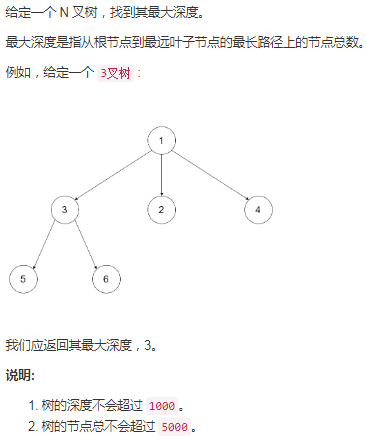 给定一个 N 叉树，找到其最大深度。
最大深度是指从根节点到最远叶子节点的最长路径上的节点总数。
例如，给定一个 3叉树 :
1
3 2 4
5 6
我们应返回其最大深度，3。
说明:
1. 树的深度不会超过 1000 。
2. 树的节点总不会超过 5000 。